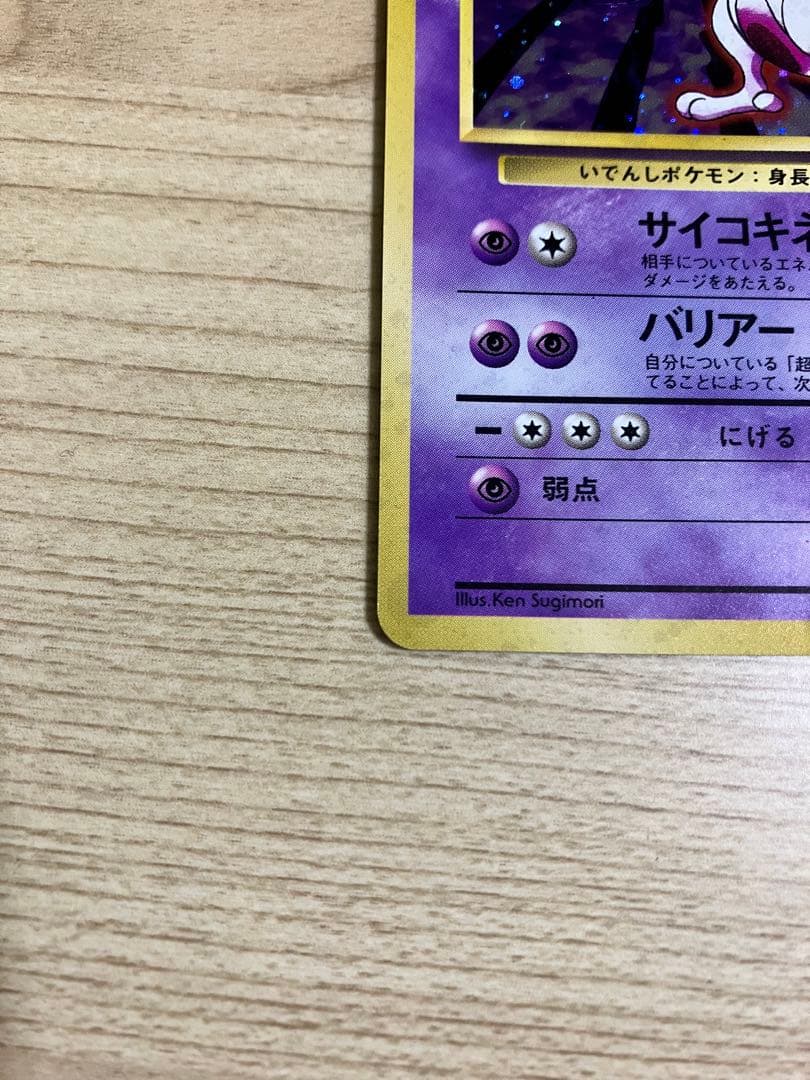 いでんしポケモン：身長
サイコキネ
相手についているエネ
ダメージをあたえる。
バリアー
自分についている「超
てることによって、次
にげる
弱点
Illus.Ken Sugimori